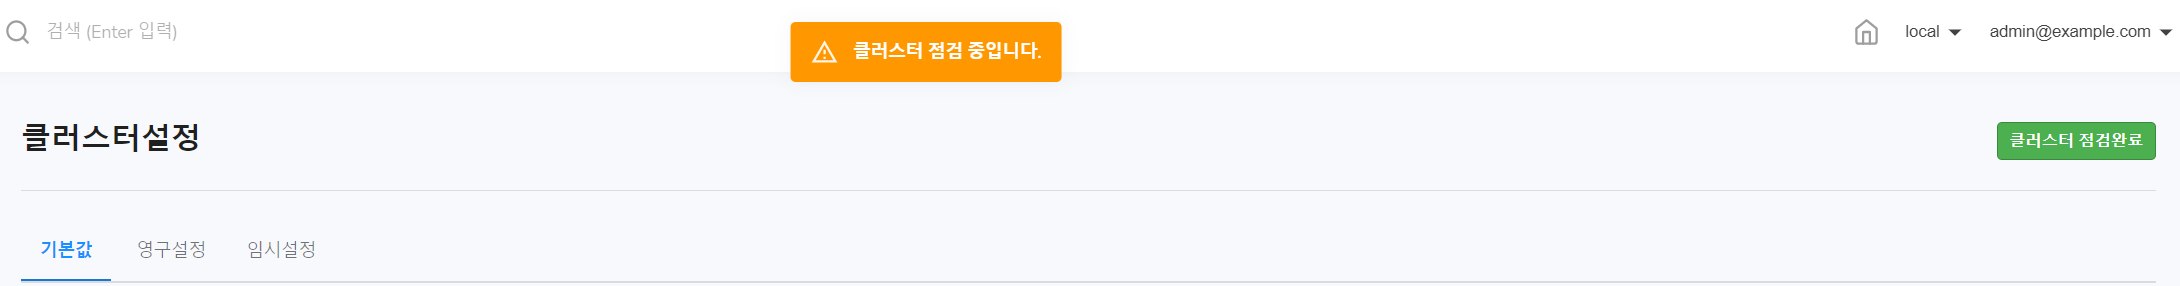 검색 (Enter 입력)
클러스터 점검 중입니다.
local
admin@example.com
클러스터설정
클러스터 점검완료
기본값
영구설정
임시설정